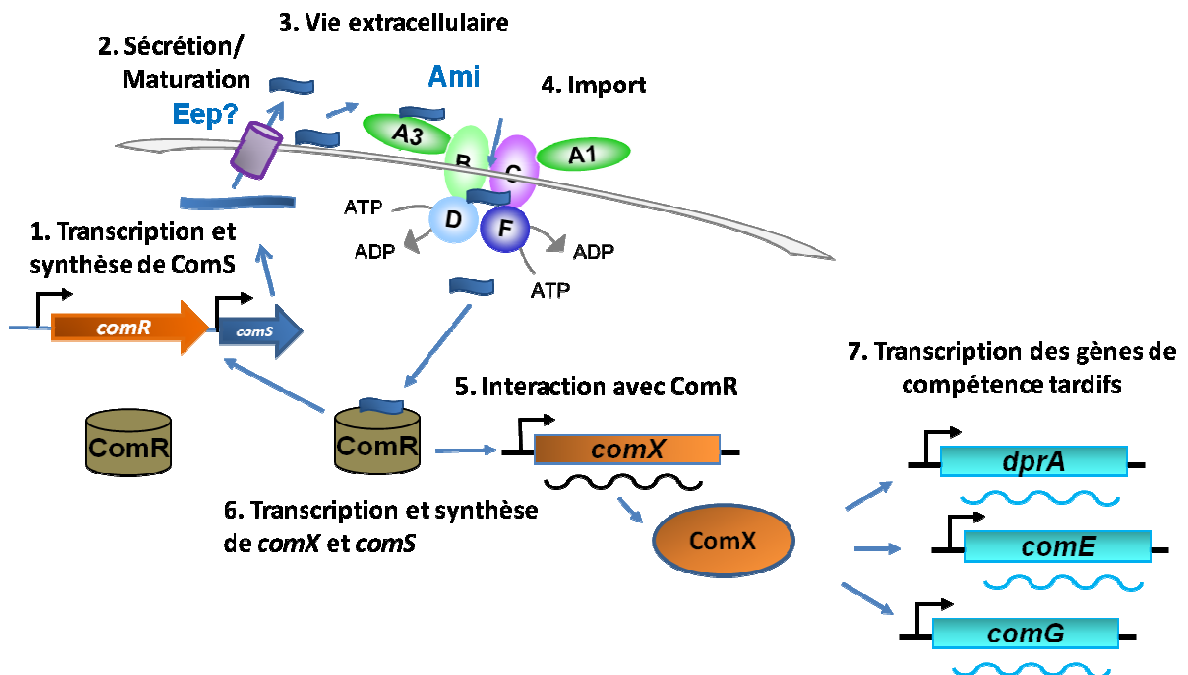 3. Vie extracellulaire
2. Sécrétion/
Maturation
Eep?
Ami
4. Import
A3
B
C
A1
D
F
ATP
ADP
ADP
ATP
1. Transcription et
synthèse de ComS
comR
comS
5. Interaction avec ComR
ComR
ComR
comX
6. Transcription et synthèse
de comX et comS
ComX
7. Transcription des gènes de
compétence tardifs
dprA
comE
comG